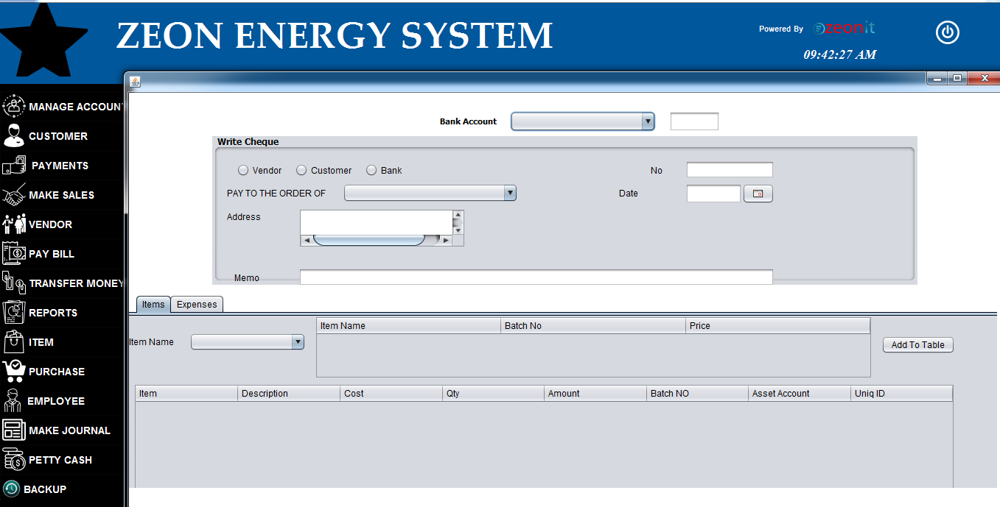 ZEON ENERGY SYSTEM
Powered By zeonit
09:42:27 AM
MANAGE ACCOUN
CUSTOMER
PAYMENTS
MAKE SALES
VENDOR
PAY BILL
TRANSFER MONEY
REPORTS
ITEM
PURCHASE
EMPLOYEE
MAKE JOURNAL
PETTY CASH
BACKUP
Bank Account
Write Cheque
Vendor Customer Bank No
PAY TO THE ORDER OF Date
Address
Memo
Items Expenses
Item Name Batch No Price
Item Name
Add To Table
Item Description Cost Qty Amount Batch NO Asset Account Uniq ID